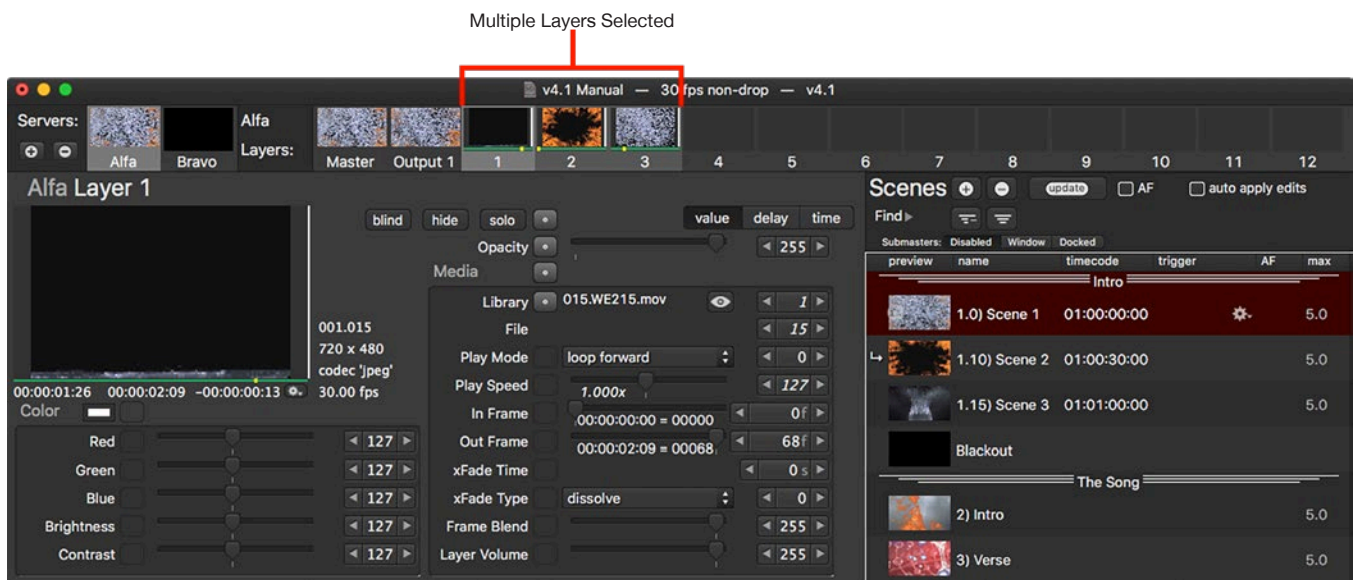 Multiple Layers Selected
v4.1 Manual — 30 fps non-drop — v4.1
Servers:
Alfa
Bravo
Alfa
Layers:
Master
Output 1
1
2
3
4
5
6
7
8
9
10
11
12
Alfa Layer 1
blind
hide
solo
value
delay
time
Opacity
255
Media
Library
015.WE215.mov
1
File
15
Play Mode
loop forward
0
Play Speed
1.000x
127
In Frame
00:00:00:00 = 00000
0f
Out Frame
00:00:02:09 = 00068
68f
xFade Time
0 s
xFade Type
dissolve
0
Frame Blend
255
Layer Volume
255
001.015
720 x 480
codec 'jpeg'
30.00 fps
00:00:01:26 00:00:02:09 -00:00:00:13
Color
Red
127
Green
127
Blue
127
Brightness
127
Contrast
127
Scenes
update
AF
auto apply edits
Find
Submasters: Disabled Window Docked
preview name timecode trigger AF max
Intro
1.0) Scene 1 01:00:00:00 5.0
1.10) Scene 2 01:00:30:00 5.0
1.15) Scene 3 01:01:00:00 5.0
Blackout
The Song
2) Intro 5.0
3) Verse 5.0